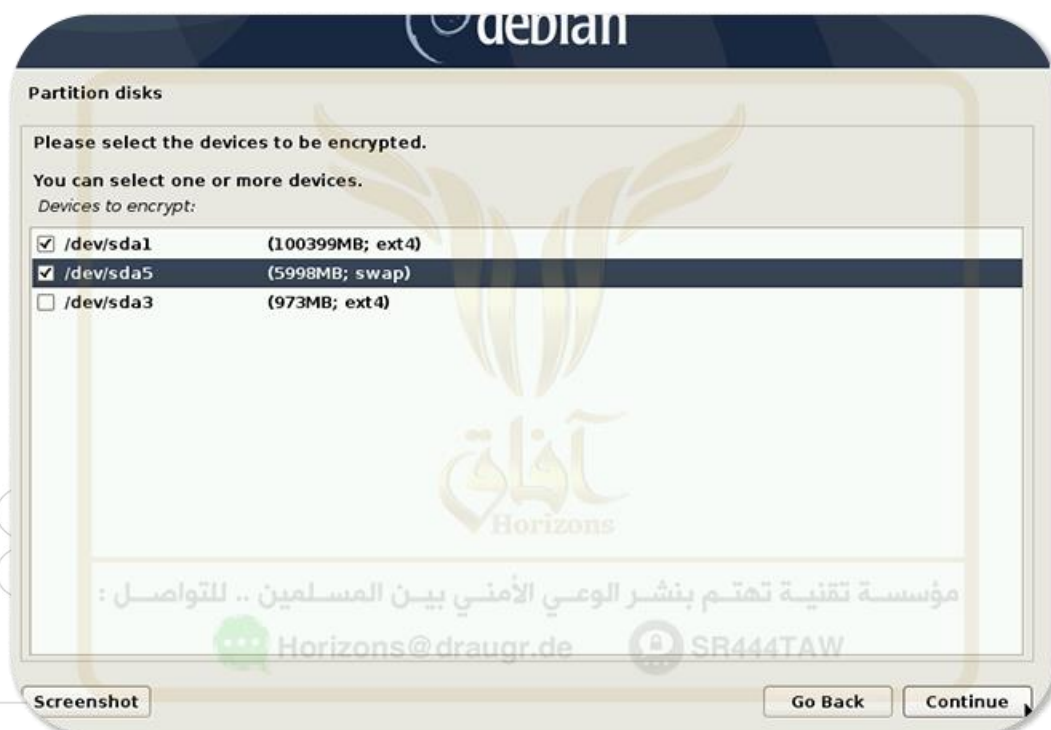 debian
Partition disks
Please select the devices to be encrypted.
You can select one or more devices.
Devices to encrypt:
/dev/sda1 (100399MB; ext4)
/dev/sda5 (5998MB; swap)
/dev/sda3 (973MB; ext4)
آفاق
Horizons
مؤسسة تقنية تهتم بنشر الوعي الأمني بين المسلمين .. للتواصل :
Horizons@draugr.de SR444TAW
Screenshot Go Back Continue